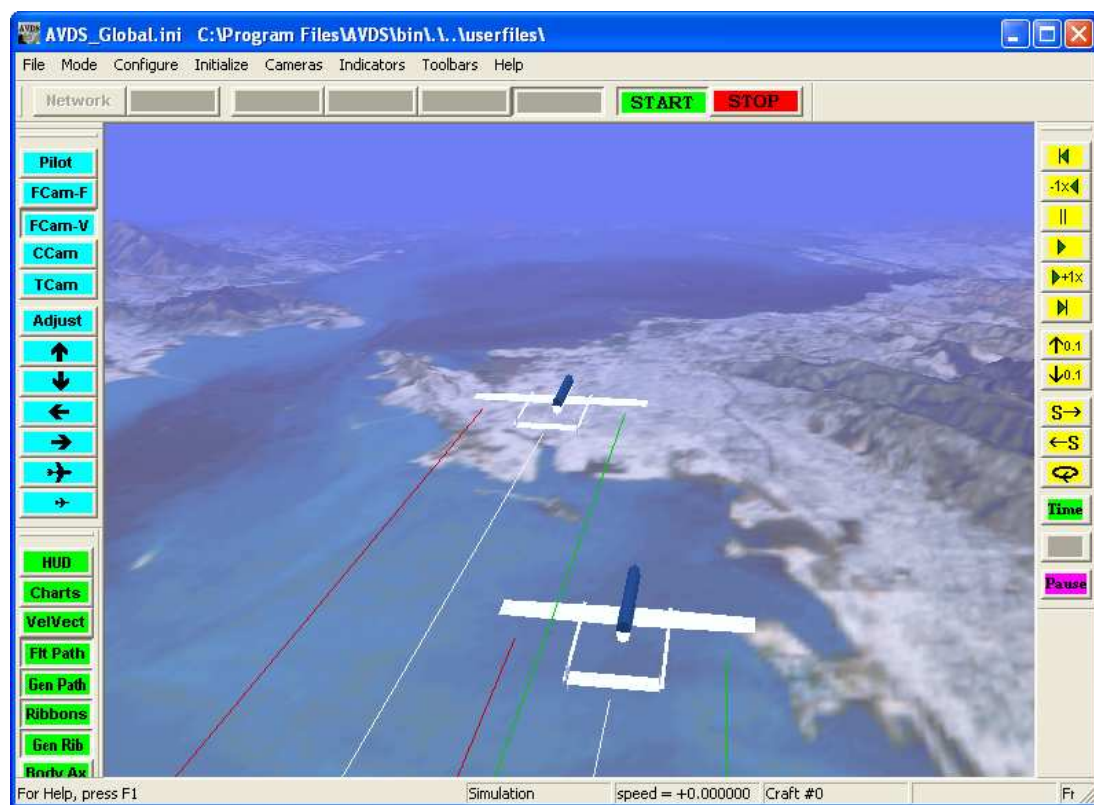 AVDS_Global.ini C:\Program Files\AVDS\bin\.\..\userfiles\
File Mode Configure Initialize Cameras Indicators Toolbars Help
Network START STOP
Pilot
FCam-F
FCam-V
CCam
TCam
Adjust
HUD
Charts
VelVect
Flt Path
Gen Path
Ribbons
Gen Rib
Body Ax
-1x
+1x
0.1
0.1
S→
←S
Time
Pause
For Help, press F1 Simulation speed = +0.000000 Craft #0 Ft